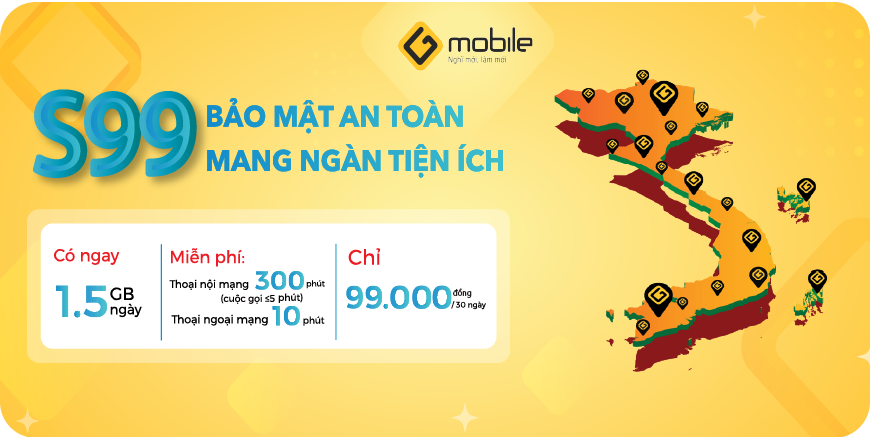 mobile
Nghĩ mới, làm mới
S99
BẢO MẬT AN TOÀN
MANG NGÀN TIỆN ÍCH
Có ngay
1.5 GB
ngày
Miễn phí:
Thoại nội mạng 300 phút
(cuộc gọi ≤5 phút)
Thoại ngoại mạng 10 phút
Chỉ
99.000 đồng
/30 ngày